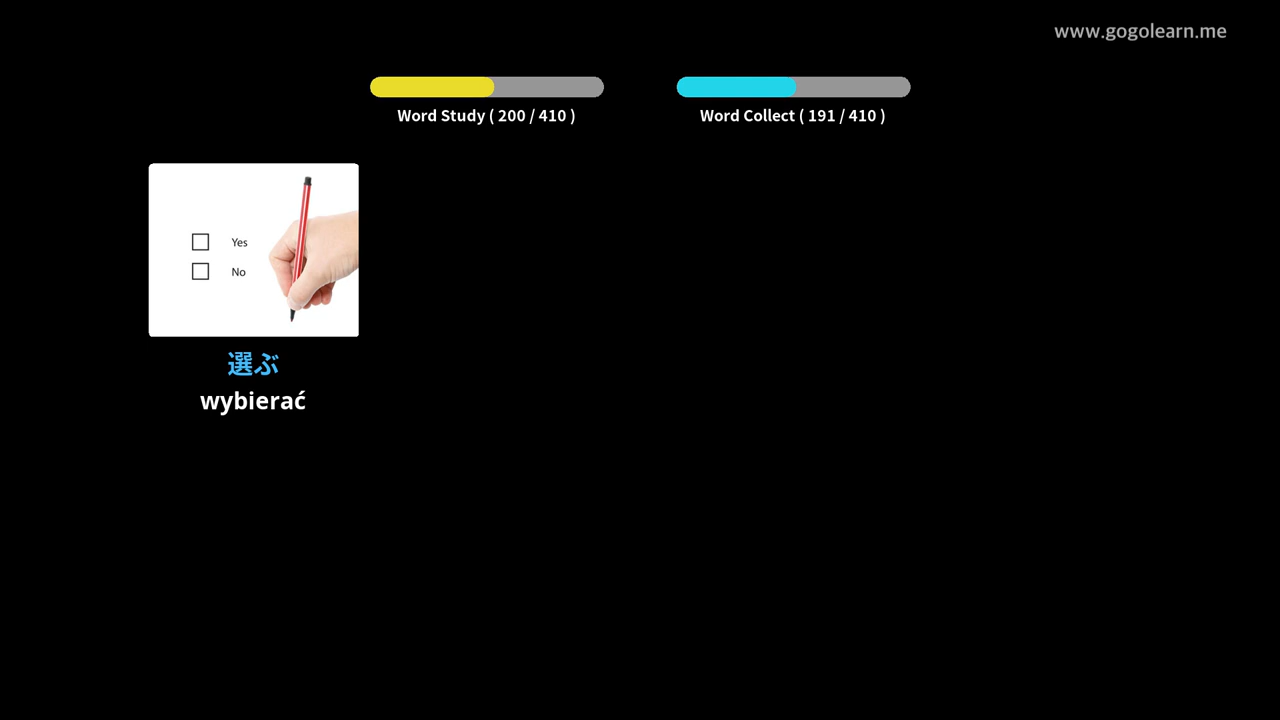 www.gogolearn.me
Word Study ( 200 / 410 )
Word Collect ( 191 / 410 )
Yes
No
選ぶ
wybierać